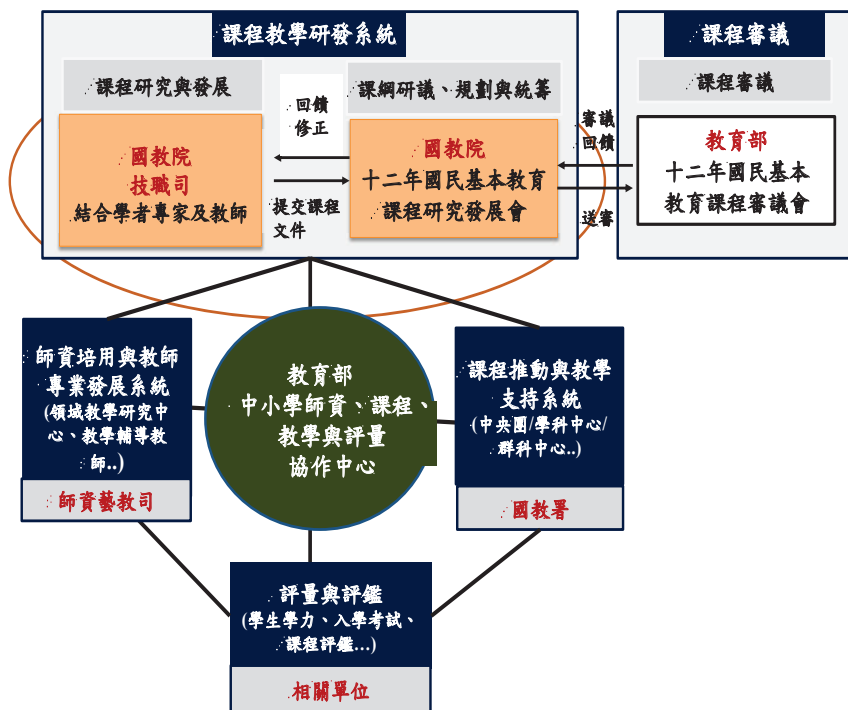 課程教學研發系統
課程研究與發展
國教院
技職司
結合學者專家及教師
回饋
修正
提交課程
文件
課綱研議、規劃與統籌
國教院
十二年國民基本教育
課程研究發展會
審議
回饋
送審
課程審議
課程審議
教育部
十二年國民基本
教育課程審議會
師資培用與教師
專業發展系統
(領域教學研究中
心、教學輔導教
師..)
師資藝教司
教育部
中小學師資、課程、
教學與評量
協作中心
課程推動與教學
支持系統
(中央團/學科中心/
群科中心..)
國教署
評量與評鑑
(學生學力、入學考試、
課程評鑑...)
相關單位